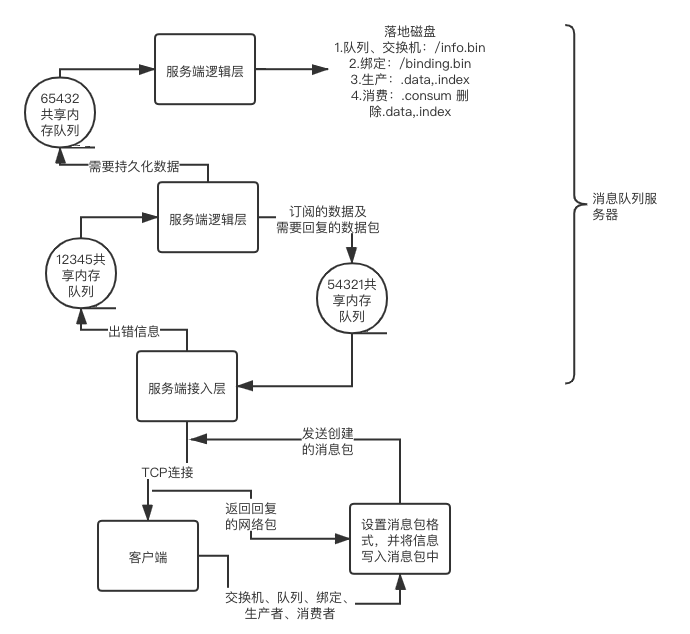 落地磁盘
1.队列、交换机：/info.bin
2.绑定：/binding.bin
3.生产：.data,.index
4.消费：.consum 删
除.data,.index
服务端逻辑层
65432
共享内
存队列
需要持久化数据
消息队列服
务器
服务端逻辑层
订阅的数据及
需要回复的数据包
12345共
享内存
队列
54321共
享内存
队列
出错信息
服务端接入层
发送创建
的消息包
TCP连接
返回回复
的网络包
设置消息包格
式，并将信息
写入消息包中
客户端
交换机、队列、绑定、
生产者、消费者